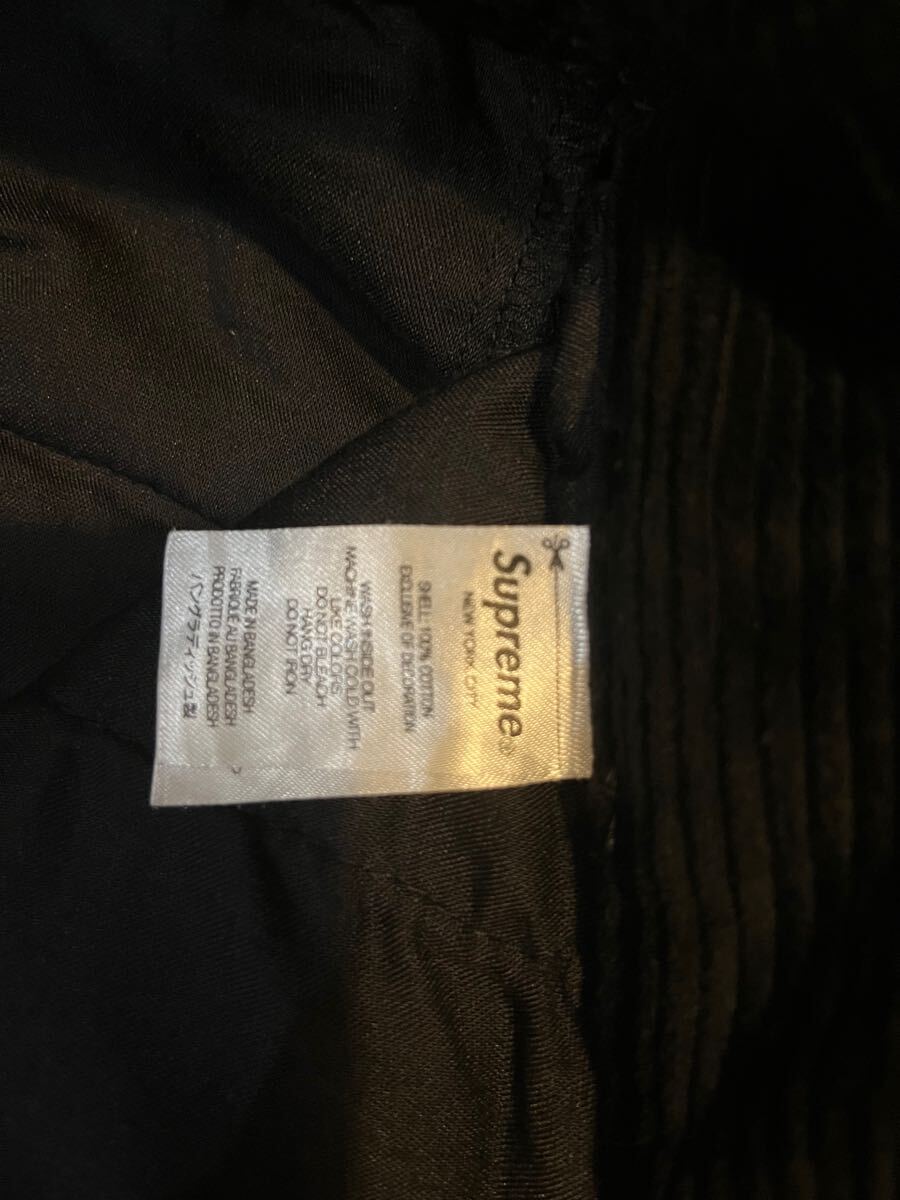 Supreme®
NEW YORK CITY
SHELL: 100% COTTON
EXCLUSIVE OF DECORATION
WASH INSIDE OUT
MACHINE WASH COLD WITH
LIKE COLORS
DO NOT BLEACH
HANG DRY
DO NOT IRON
MADE IN BANGLADESH
FABRIQUÉ AU BANGLADESH
PRODOTTO IN BANGLADESH
バングラディッシュ製